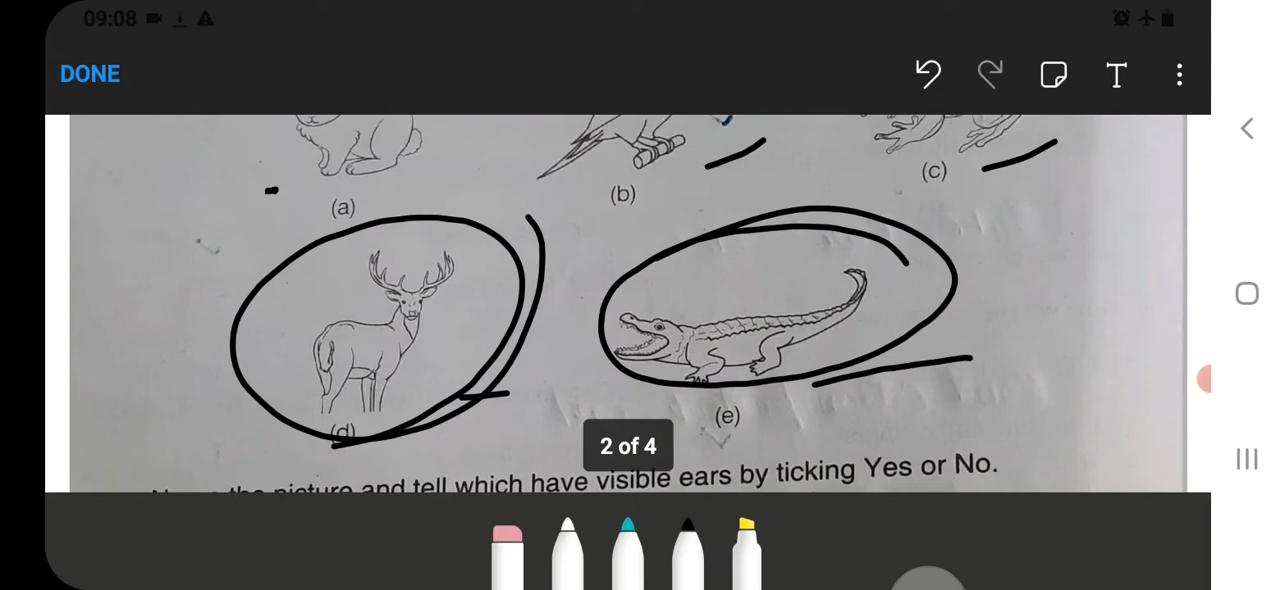 09:08
DONE
T
(a)
(b)
(c)
(d)
(e)
2 of 4
the picture and tell which have visible ears by ticking Yes or No.